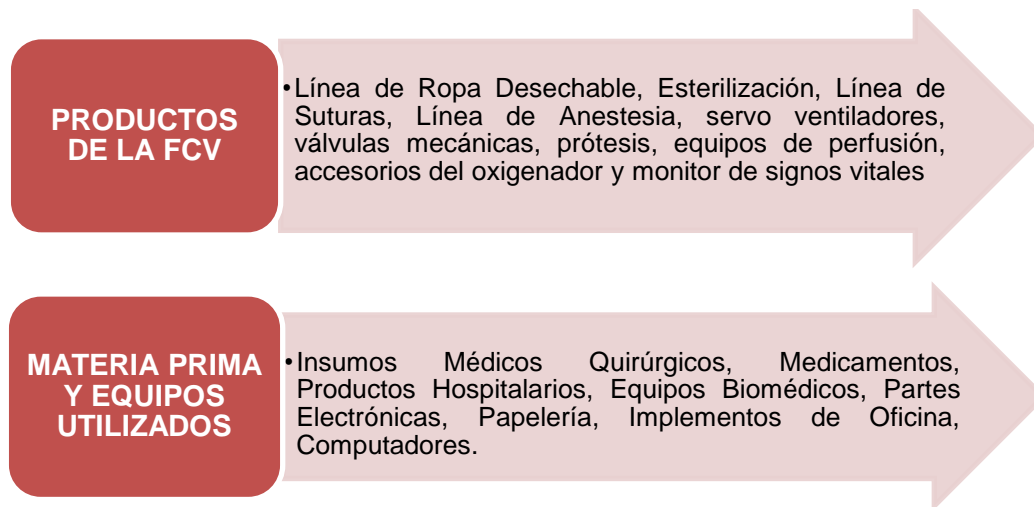 PRODUCTOS
DE LA FCV
•Línea de Ropa Desechable, Esterilización, Línea de
Suturas, Línea de Anestesia, servo ventiladores,
válvulas mecánicas, prótesis, equipos de perfusión,
accesorios del oxigenador y monitor de signos vitales
MATERIA PRIMA
Y EQUIPOS
UTILIZADOS
•Insumos Médicos Quirúrgicos, Medicamentos,
Productos Hospitalarios, Equipos Biomédicos, Partes
Electrónicas, Papelería, Implementos de Oficina,
Computadores.